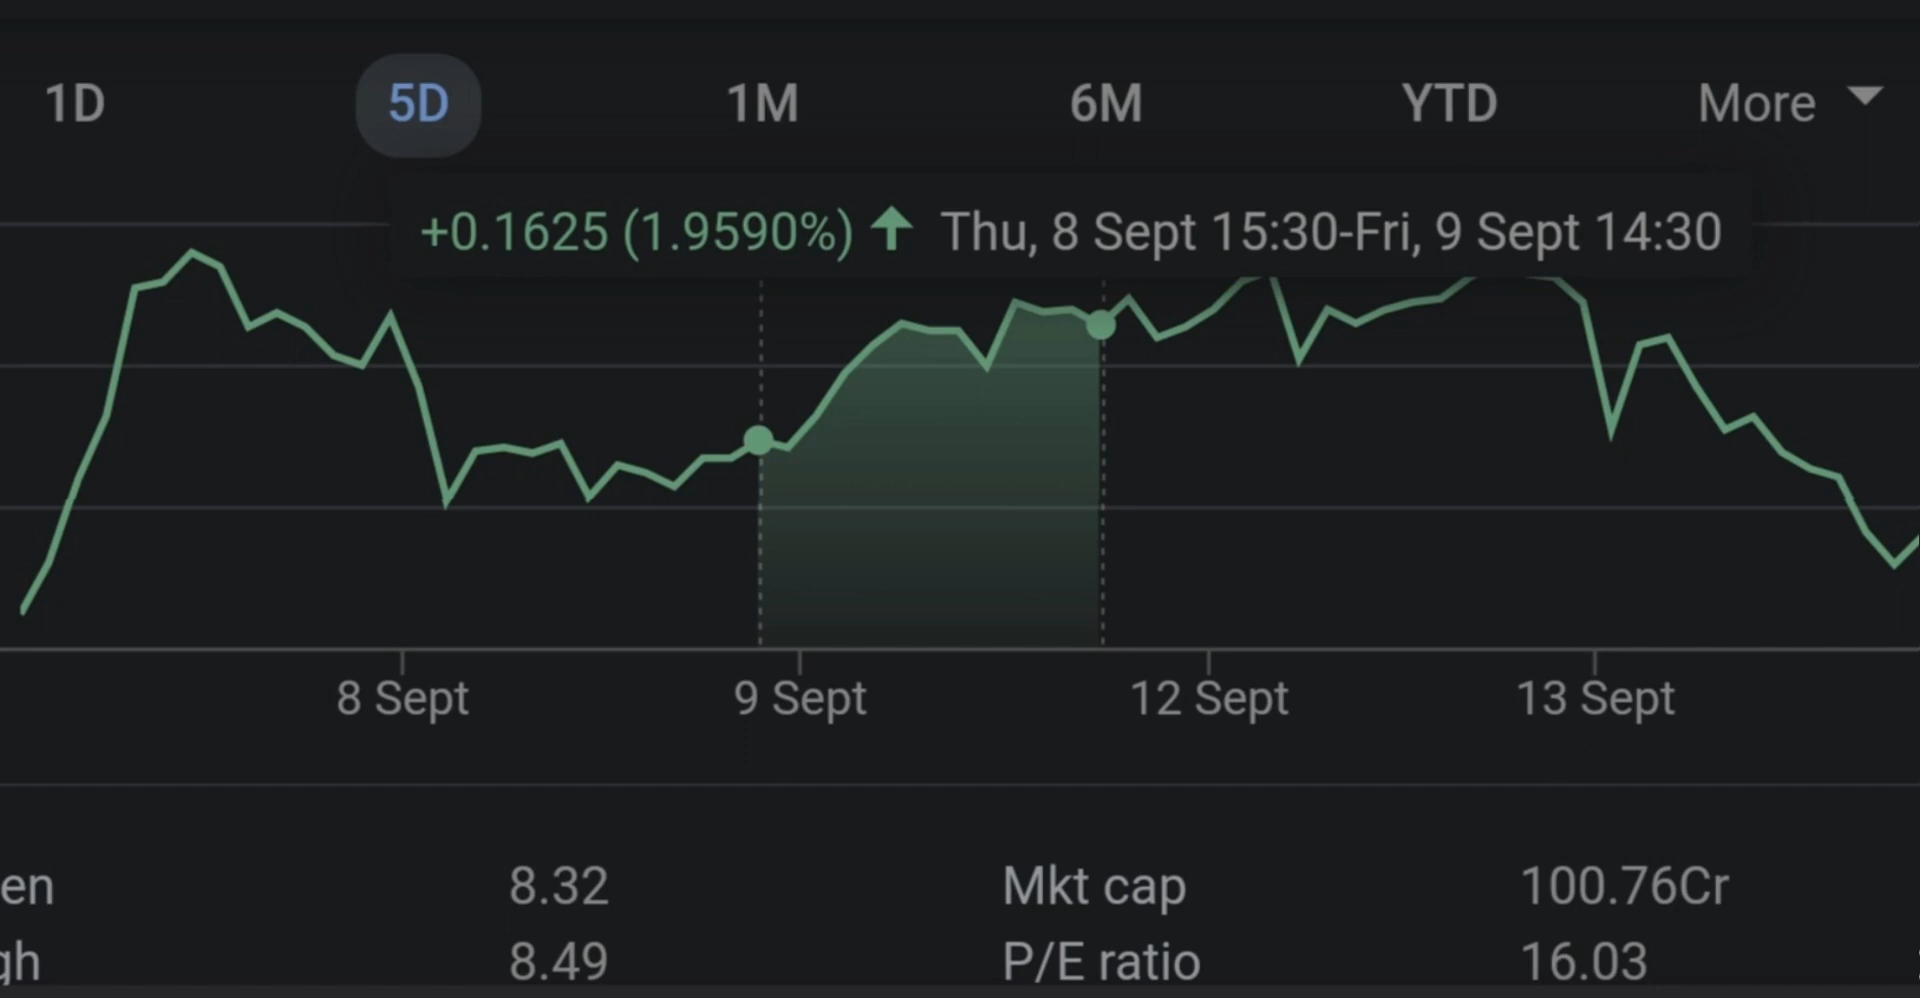 1D 5D 1M 6M YTD More
+0.1625 (1.9590%) Thu, 8 Sept 15:30-Fri, 9 Sept 14:30
8 Sept 9 Sept 12 Sept 13 Sept
en 8.32 Mkt cap 100.76Cr
gh 8.49 P/E ratio 16.03